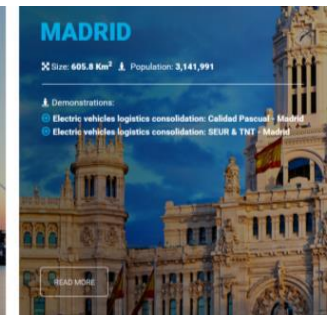 MADRID
Size: 605.8 Km² Population: 3,141,991
Demonstrations:
Electric vehicles logistics consolidation: Calidad Pascual - Madrid
Electric vehicles logistics consolidation: SEUR & TNT - Madrid
READ MORE